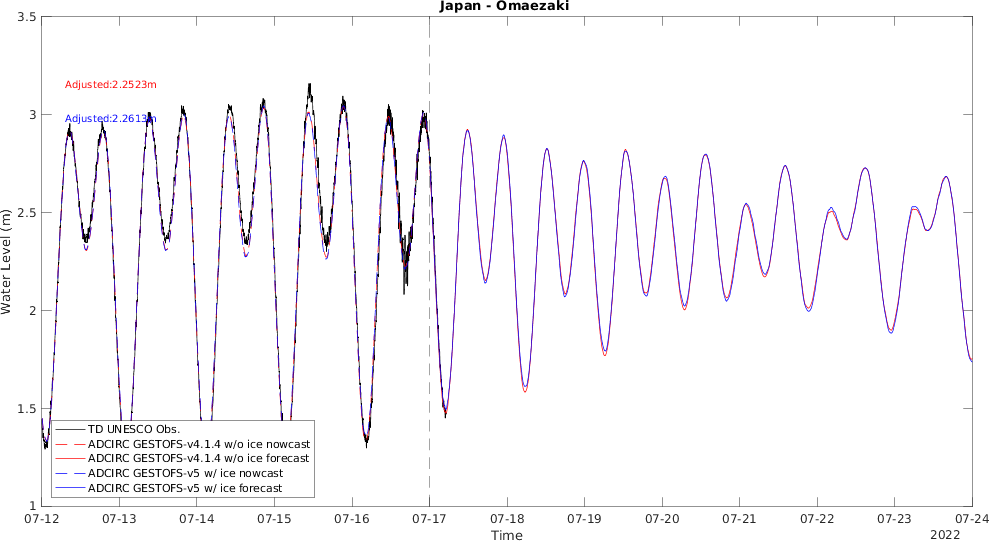 Japan - Omaezaki
3.5
3
2.5
2
1.5
1
Water Level (m)
Adjusted:2.2523m
Adjusted:2.2613m
TD UNESCO Obs.
ADCIRC GESTOFS-v4.1.4 w/o ice nowcast
ADCIRC GESTOFS-v4.1.4 w/o ice forecast
ADCIRC GESTOFS-v5 w/ ice nowcast
ADCIRC GESTOFS-v5 w/ ice forecast
07-12 07-13 07-14 07-15 07-16 07-17 07-18 07-19 07-20 07-21 07-22 07-23 07-24
Time
2022